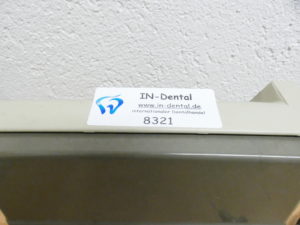 IN-Dental
www.in-dental.de
internationaler Dentalhandel
8321